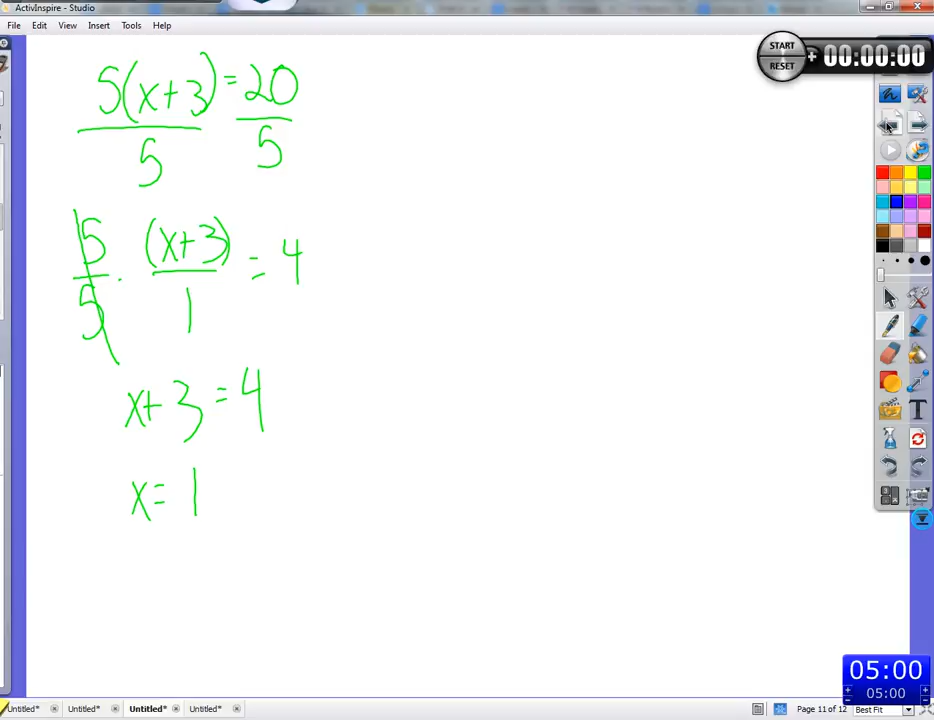 ActivInspire - Studio
File Edit View Insert Tools Help
START
RESET
00:00:00
5(x+3) = 20
5 5
5 (x+3) = 4
5 · 1
x+3 = 4
x = 1
T
05:00
05:00
Untitled* Untitled* Untitled* Untitled* Page 11 of 12 Best Fit